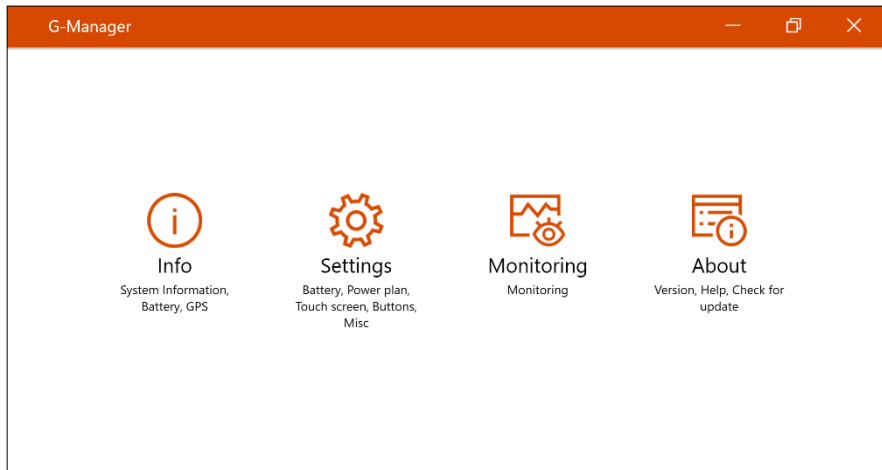 G-Manager
Info
System Information,
Battery, GPS
Settings
Battery, Power plan,
Touch screen, Buttons,
Misc
Monitoring
Monitoring
About
Version, Help, Check for
update